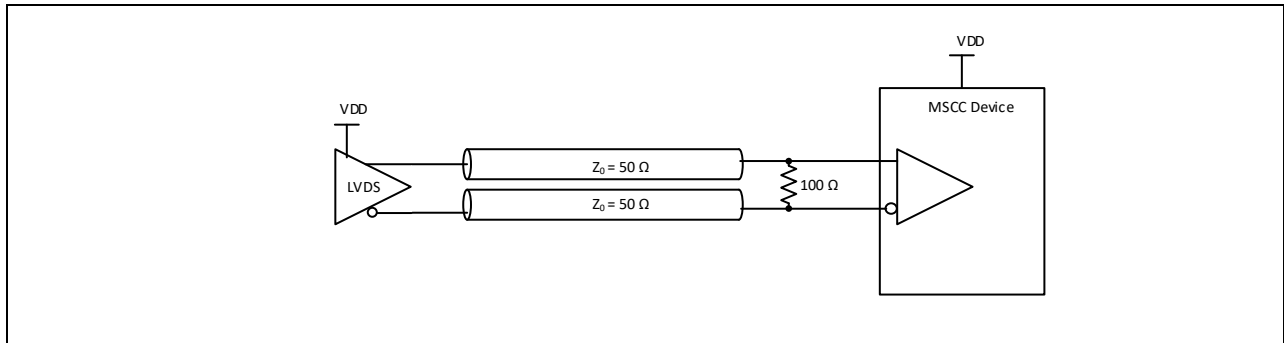 VDD
MSCC Device
VDD
LVDS
Z₀ = 50 Ω
100 Ω
Z₀ = 50 Ω